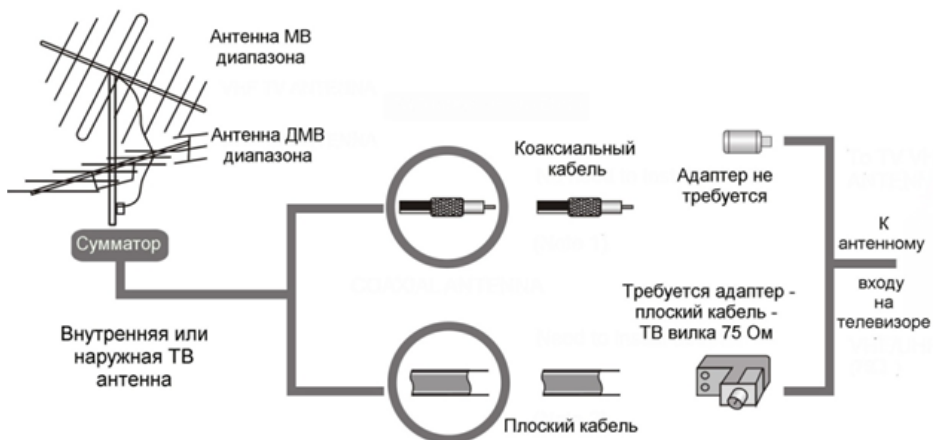 Антенна МВ
диапазона
Антенна ДМВ
диапазона
Сумматор
Внутренняя или
наружная ТВ
антенна
Коаксиальный
кабель
Плоский кабель
Адаптер не
требуется
Требуется адаптер -
плоский кабель -
ТВ вилка 75 Ом
К
антенному
входу
на
телевизоре